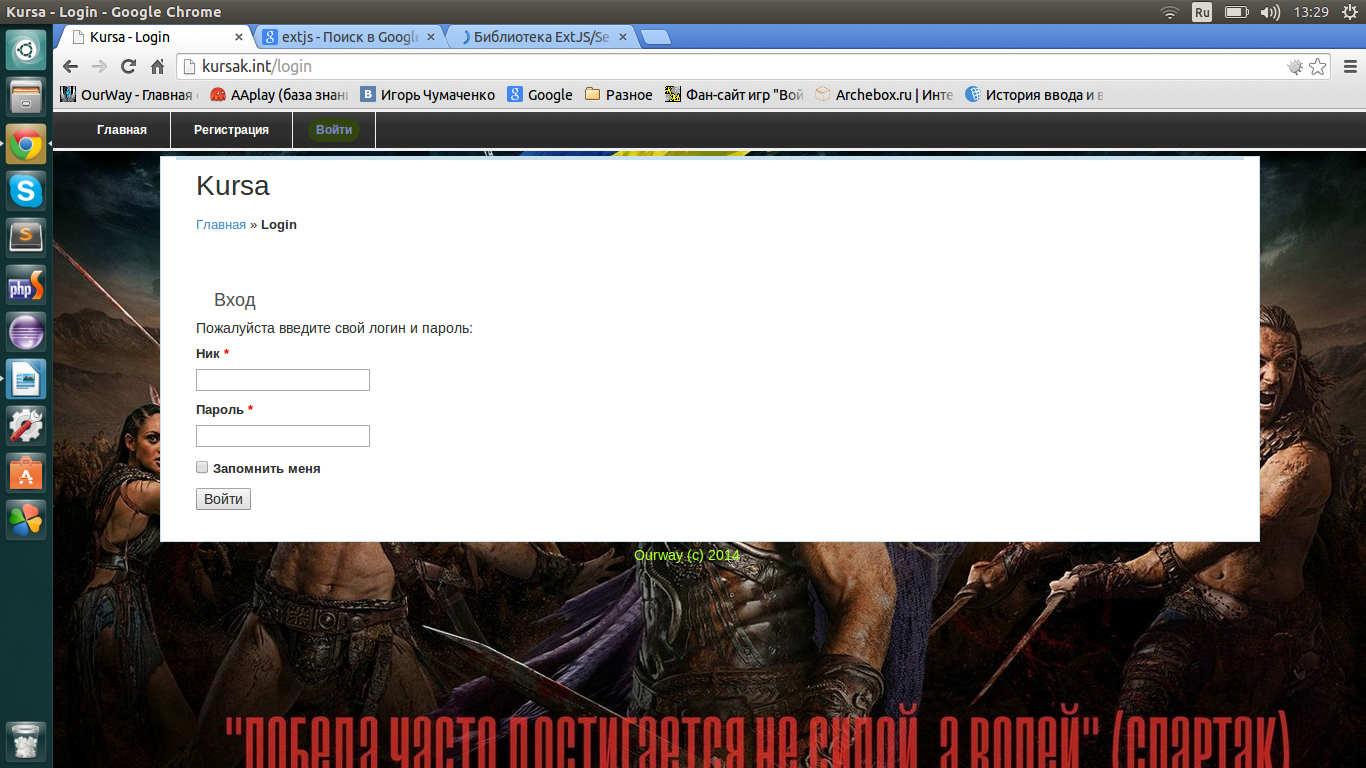 Kursa - Login - Google Chrome
Ru
13:29
Kursa - Login
extjs - Поиск в Google
Библиотека ExtJS/Se
kursak.int/login
OurWay - Главная
AAplay (база знани
Игорь Чумаченко
Google
Разное
Фан-сайт игр "Вой
Archebox.ru | Инте
История ввода и в
Главная
Регистрация
Войти
Kursa
Главная » Login
Вход
Пожалуйста введите свой логин и пароль:
Ник *
Пароль *
Запомнить меня
Войти
Ourway (c) 2014
"победа часто достигается не силой, а волей" (спартак)